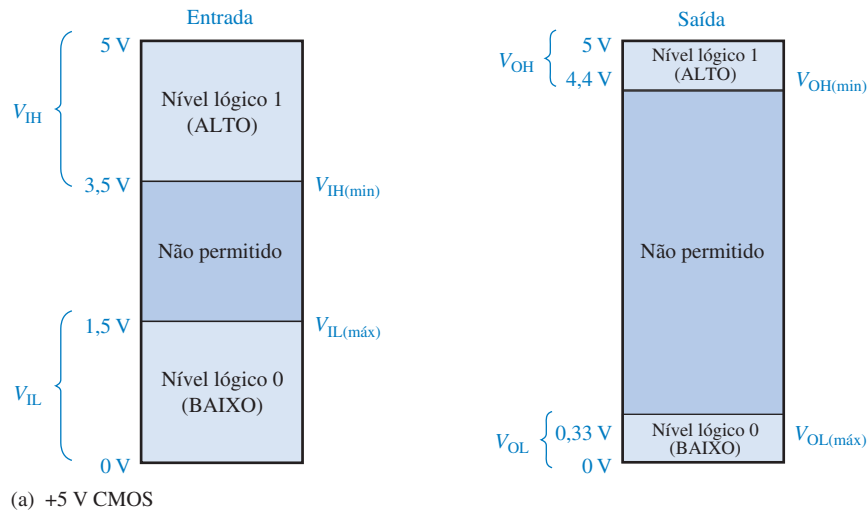 Entrada
5 V
Nível lógico 1
(ALTO)
V_IH
3,5 V
V_IH(min)
Não permitido
1,5 V
V_IL(máx)
Nível lógico 0
(BAIXO)
V_IL
0 V
Saída
5 V
V_OH
Nível lógico 1
(ALTO)
4,4 V
V_OH(min)
Não permitido
V_OL
0,33 V
Nível lógico 0
(BAIXO)
V_OL(máx)
0 V
(a) +5 V CMOS